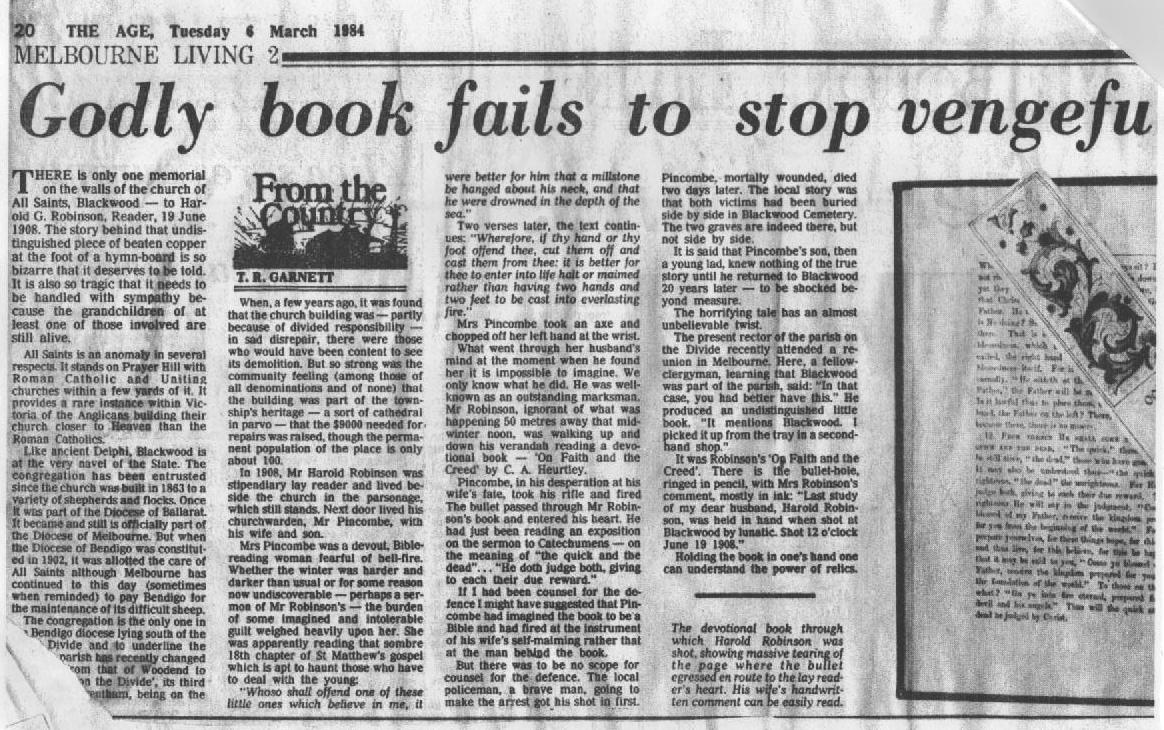 20 THE AGE, Tuesday 6 March 1984
MELBOURNE LIVING 2
Godly book fails to stop vengefu
THERE is only one memorial
on the walls of the church of
All Saints, Blackwood — to Har-
old G. Robinson, Reader, 19 June
1908. The story behind that undis-
tinguished piece of beaten copper
at the foot of a hymn-board is so
bizarre that it deserves to be told.
It is also so tragic that it needs to
be handled with sympathy be-
cause the grandchildren of at
least one of those involved are
still alive.
All Saints is an anomaly in several
respects. It stands on Prayer Hill with
Roman Catholic and Uniting
churches within a few yards of it. It
provides a rare instance within Vic-
toria of the Anglicans building their
church closer to Heaven than the
Roman Catholics.
Like ancient Delphi, Blackwood is
at the very navel of the State. The
congregation has been entrusted
since the church was built in 1863 to a
variety of shepherds and flocks. Once
it was part of the Diocese of Ballarat.
It became and still is officially part of
the Diocese of Melbourne. But when
the Diocese of Bendigo was constitut-
ed in 1902, it was allotted the care of
All Saints although Melbourne has
continued to this day (sometimes
when reminded) to pay Bendigo for
the maintenance of its difficult sheep.
The congregation is the only one in
Bendigo diocese lying south of the
Divide and to underline the
parish has recently changed
om that of Woodend to
on the Divide', its third
entham, being on the
From the
Country
T. R. GARNETT
When, a few years ago, it was found
that the church building was — partly
because of divided responsibility —
in sad disrepair, there were those
who would have been content to see
its demolition. But so strong was the
community feeling (among those of
all denominations and of none) that
the building was part of the town-
ship's heritage — a sort of cathedral
in parvo — that the $9000 needed for
repairs was raised, though the perma-
nent population of the place is only
about 100.
In 1908, Mr Harold Robinson was
stipendiary lay reader and lived be-
side the church in the parsonage,
which still stands. Next door lived his
churchwarden, Mr Pincombe, with
his wife and son.
Mrs Pincombe was a devout, Bible-
reading woman fearful of hell-fire.
Whether the winter was harder and
darker than usual or for some reason
now undiscoverable — perhaps a ser-
mon of Mr Robinson's — the burden
of some imagined and intolerable
guilt weighed heavily upon her. She
was apparently reading that sombre
18th chapter of St Matthew's gospel
which is apt to haunt those who have
to deal with the young:
"Whoso shall offend one of these
little ones which believe in me, it
were better for him that a millstone
be hanged about his neck, and that
he were drowned in the depth of the
sea."
Two verses later, the text contin-
ues: "Wherefore, if thy hand or thy
foot offend thee, cut them off and
cast them from thee: it is better for
thee to enter into life halt or maimed
rather than having two hands and
two feet to be cast into everlasting
fire."
Mrs Pincombe took an axe and
chopped off her left hand at the wrist.
What went through her husband's
mind at the moment when he found
her it is impossible to imagine. We
only know what he did. He was well-
known as an outstanding marksman.
Mr Robinson, ignorant of what was
happening 50 metres away that mid-
winter noon, was walking up and
down his verandah reading a devo-
tional book — 'On Faith and the
Creed' by C. A. Heurtley.
Pincombe, in his desperation at his
wife's fate, took his rifle and fired
The bullet passed through Mr Robin-
son's book and entered his heart. He
had just been reading an exposition
on the sermon to Catechumens — on
the meaning of "the quick and the
dead" . . . "He doth judge both, giving
to each their due reward."
If I had been counsel for the de-
fence I might have suggested that Pin-
combe had imagined the book to be a
Bible and had fired at the instrument
of his wife's self-maiming rather that
at the man behind the book.
But there was to be no scope for
counsel for the defence. The local
policeman, a brave man, going to
make the arrest got his shot in first.
Pincombe, mortally wounded, died
two days later. The local story was
that both victims had been buried
side by side in Blackwood Cemetery.
The two graves are indeed there, but
not side by side.
It is said that Pincombe's son, then
a young lad, knew nothing of the true
story until he returned to Blackwood
20 years later — to be shocked be-
yond measure.
The horrifying tale has an almost
unbelievable twist.
The present rector of the parish on
the Divide recently attended a re-
union in Melbourne. Here, a fellow-
clergyman, learning that Blackwood
was part of the parish, said: "In that
case, you had better have this." He
produced an undistinguished little
book. "It mentions Blackwood. I
picked it up from the tray in a second-
hand shop."
It was Robinson's 'On Faith and the
Creed'. There is the bullet-hole,
ringed in pencil, with Mrs Robinson's
comment, mostly in ink: "Last study
of my dear husband, Harold Robin-
son, was held in hand when shot at
Blackwood by lunatic. Shot 12 o'clock
June 19 1908."
Holding the book in one's hand one
can understand the power of relics.
The devotional book through
which Harold Robinson was
shot, showing massive tearing of
the page where the bullet
egressed en route to the lay read-
er's heart. His wife's handwrit-
ten comment can be easily read.